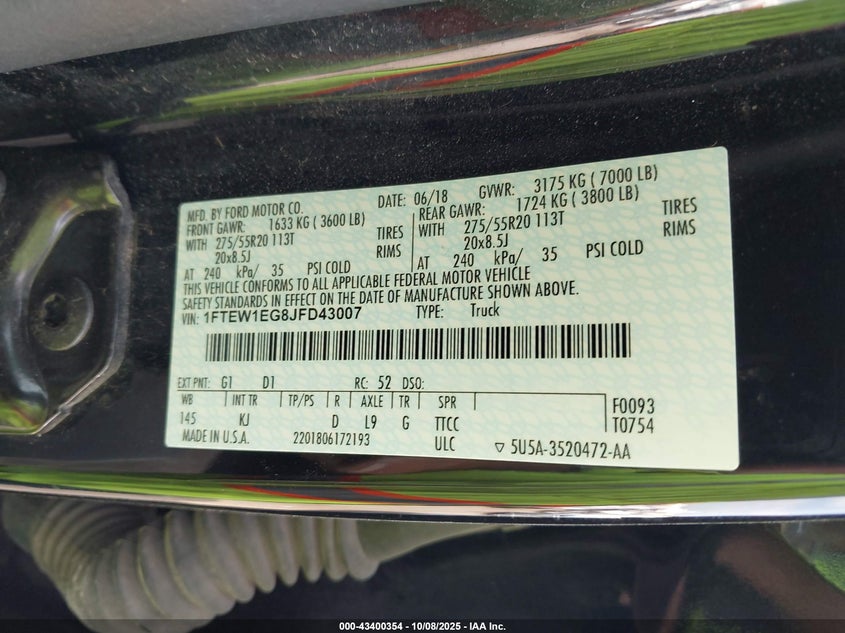 MFD. BY FORD MOTOR CO.
DATE: 06/18 GVWR: 3175 KG ( 7000 LB)
FRONT GAWR: 1633 KG ( 3600 LB)
REAR GAWR: 1724 KG ( 3800 LB)
WITH 275/55R20 113T TIRES
WITH 275/55R20 113T TIRES
20x8.5J RIMS
20x8.5J RIMS
AT 240 kPa/ 35 PSI COLD
AT 240 kPa/ 35 PSI COLD
THIS VEHICLE CONFORMS TO ALL APPLICABLE FEDERAL MOTOR VEHICLE
SAFETY STANDARDS IN EFFECT ON THE DATE OF MANUFACTURE SHOWN ABOVE.
VIN: 1FTEW1EG8JFD43007 TYPE: Truck
EXT PNT: G1 D1 RC: 52 DSO:
WB INT TR TP/PS R AXLE TR SPR
145 KJ D L9 G TTCC
F0093
T0754
MADE IN U.S.A. 2201806172193 ULC ▽ 5U5A-3520472-AA
000-43400354 - 10/08/2025 - IAA Inc.